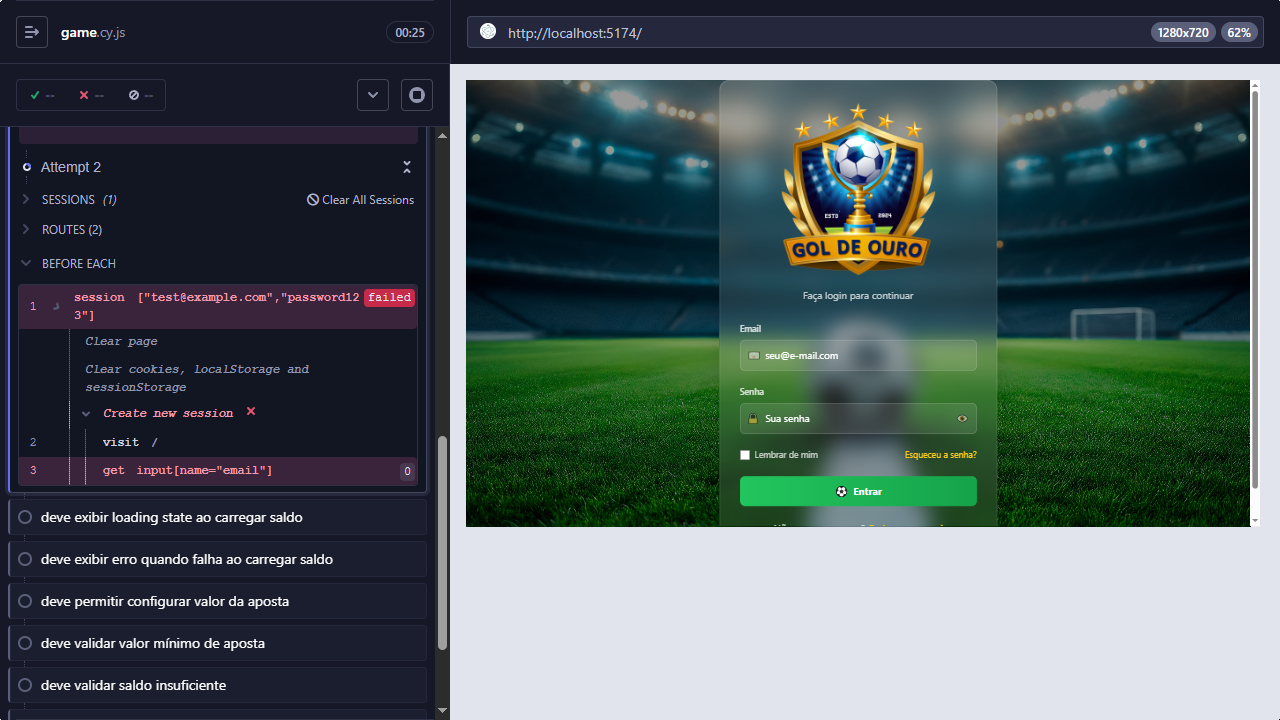 game.cy.js
00:25
http://localhost:5174/
1280x720
62%
--
--
--
Attempt 2
SESSIONS (1)
Clear All Sessions
ROUTES (2)
BEFORE EACH
1 session ["test@example.com","password12
3"]
failed
Clear page
Clear cookies, localStorage and
sessionStorage
Create new session
2 visit /
3 get input[name="email"] 0
deve exibir loading state ao carregar saldo
deve exibir erro quando falha ao carregar saldo
deve permitir configurar valor da aposta
deve validar valor mínimo de aposta
deve validar saldo insuficiente
ESTD 2024
GOL DE OURO
Faça login para continuar
Email
seu@e-mail.com
Senha
Sua senha
Lembrar de mim
Esqueceu a senha?
Entrar